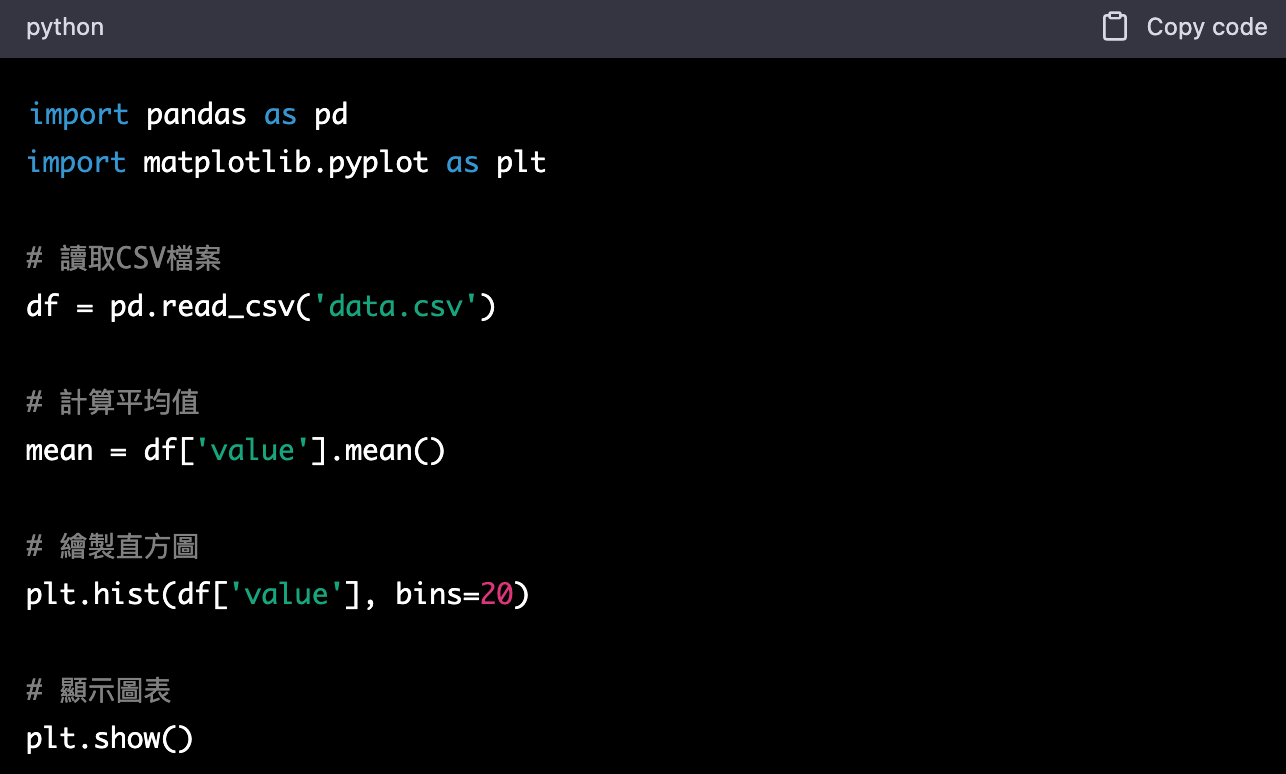 python
Copy code
import pandas as pd
import matplotlib.pyplot as plt
# 讀取CSV檔案
df = pd.read_csv('data.csv')
# 計算平均值
mean = df['value'].mean()
# 繪製直方圖
plt.hist(df['value'], bins=20)
# 顯示圖表
plt.show()